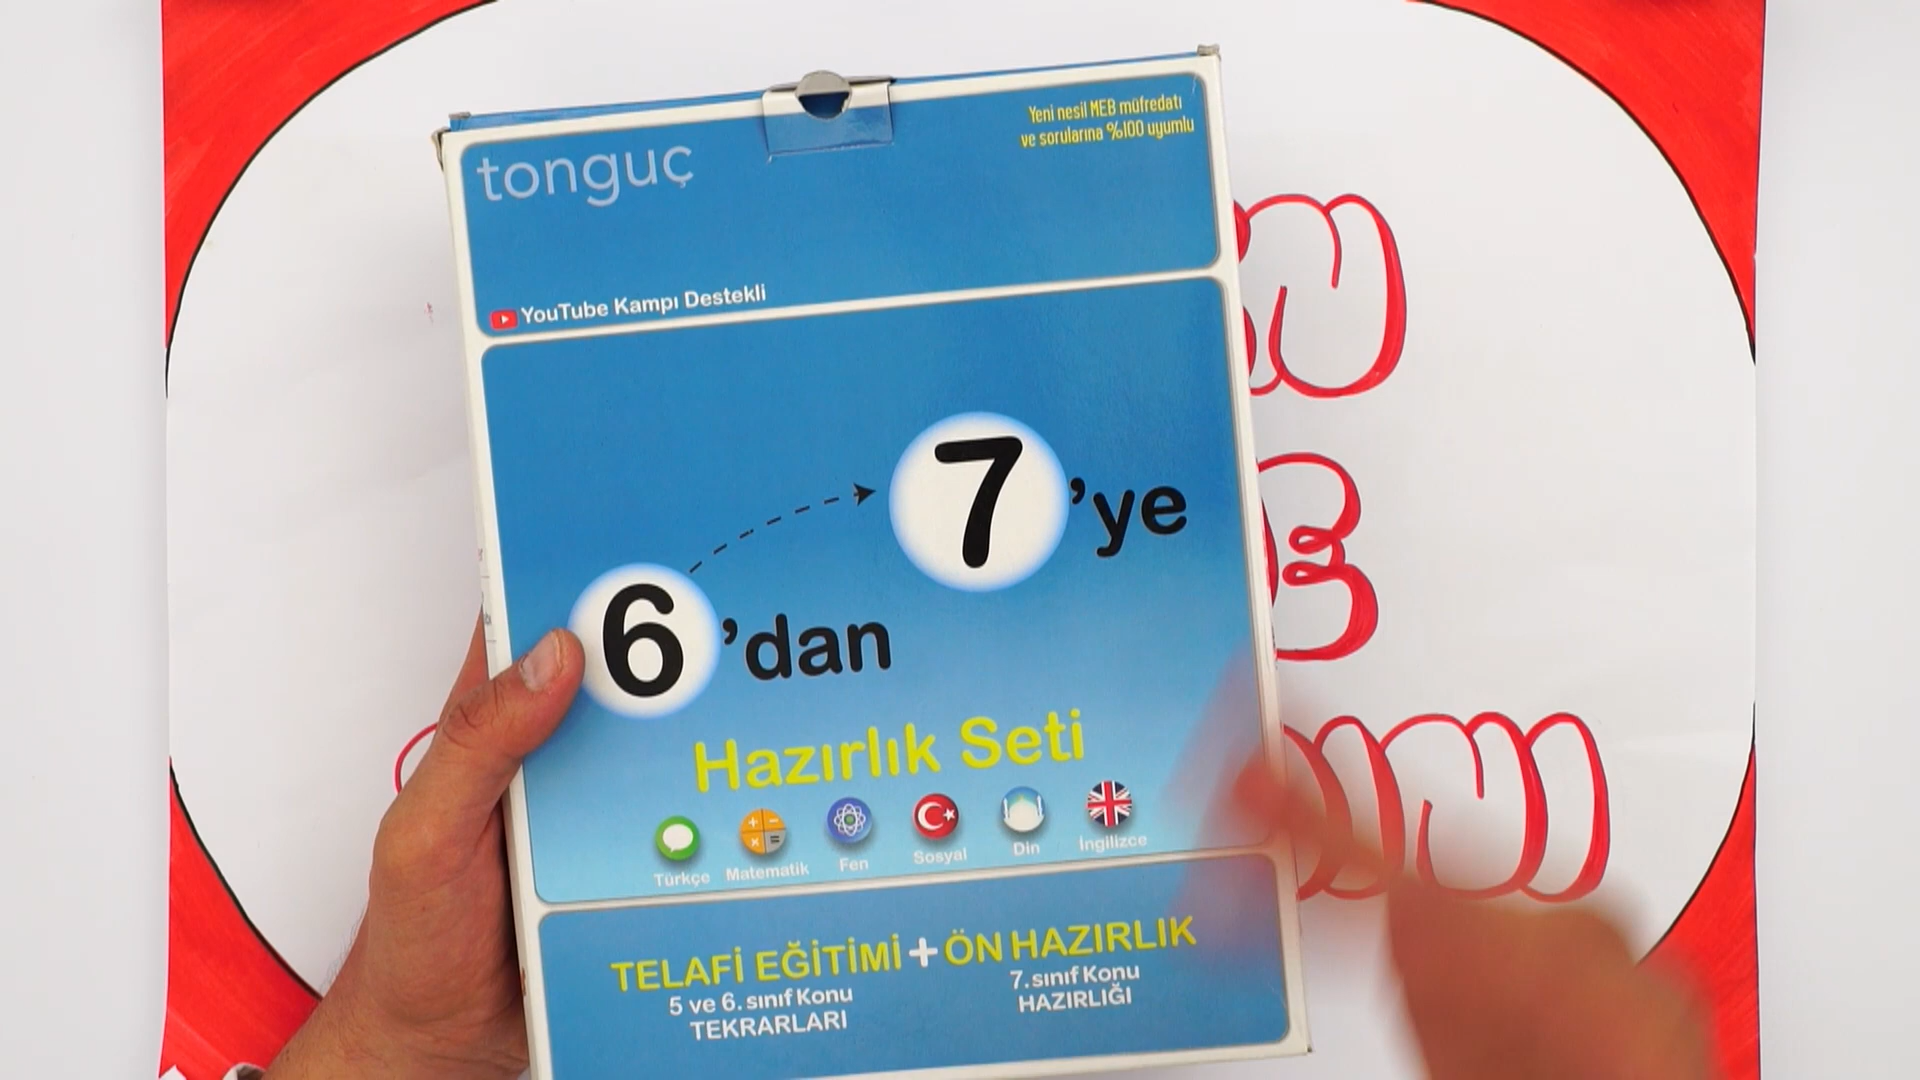 tonguç
Yeni nesil MEB müfredatı
ve sorularına %100 uyumlu
YouTube Kampı Destekli
7'ye
6'dan
Hazırlık Seti
Türkçe Matematik Fen Sosyal Din İngilizce
TELAFİ EĞİTİMİ + ÖN HAZIRLIK
5 ve 6. sınıf Konu
TEKRARLARI
7. sınıf Konu
HAZIRLIĞI